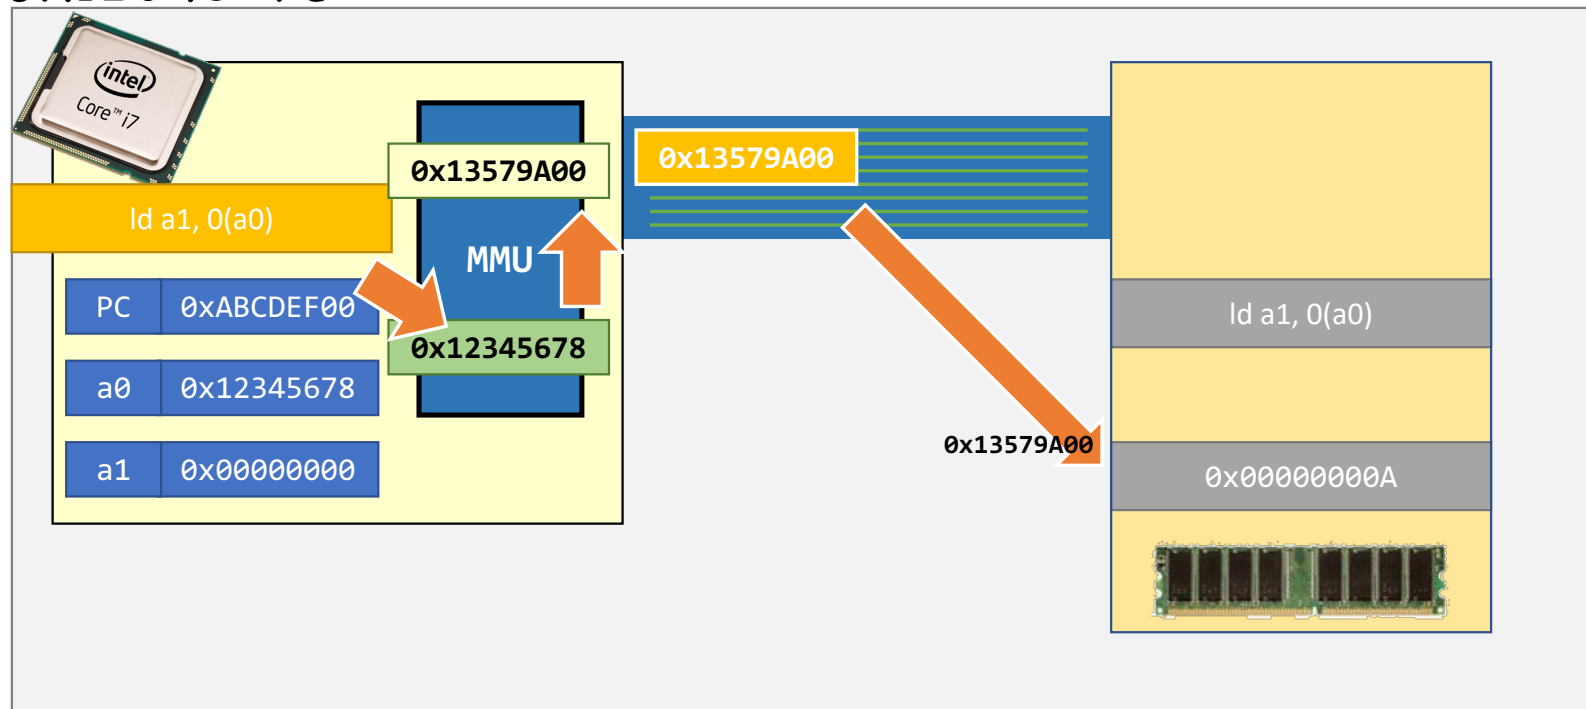 intel
Core™ i7
ld a1, 0(a0)
PC 0xABCDEF00
a0 0x12345678
a1 0x00000000
0x13579A00
MMU
0x12345678
0x13579A00
0x13579A00
ld a1, 0(a0)
0x00000000A